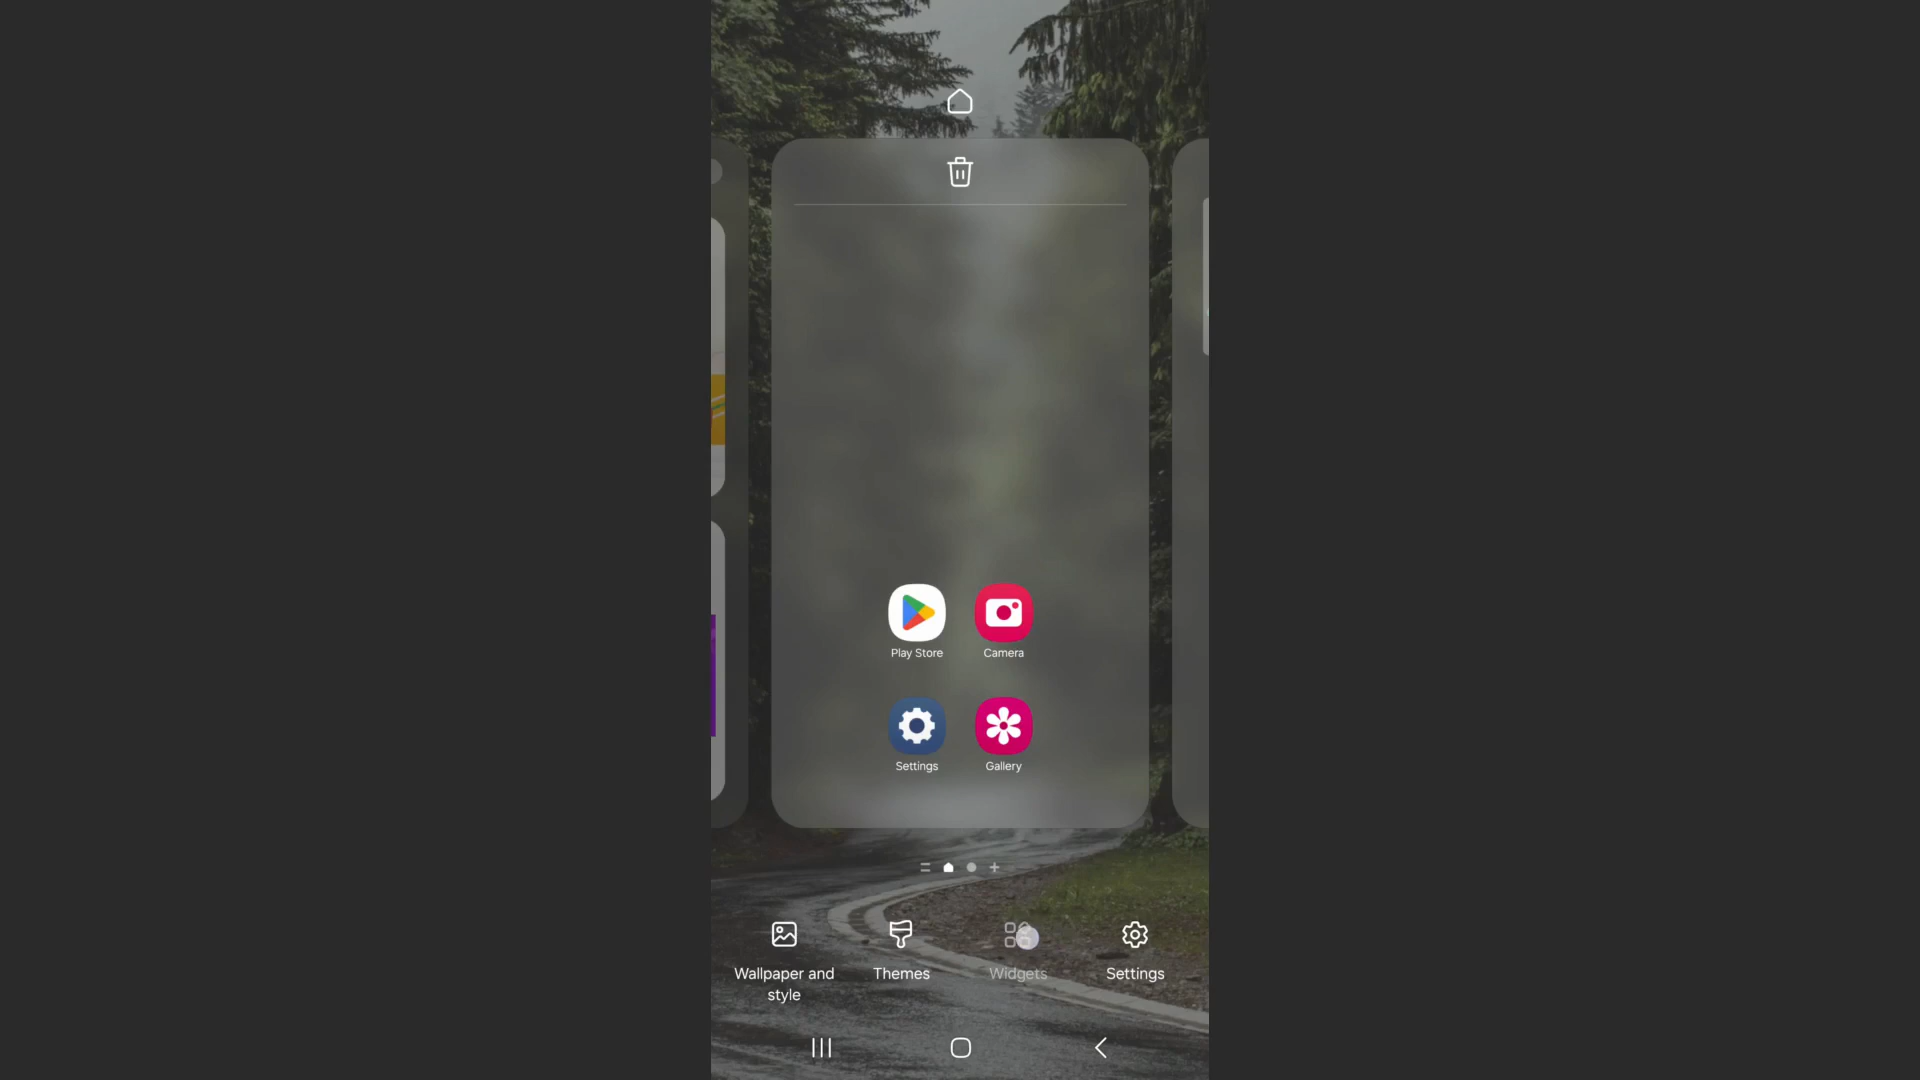 Play Store
Camera
Settings
Gallery
Wallpaper and
style
Themes
Widgets
Settings